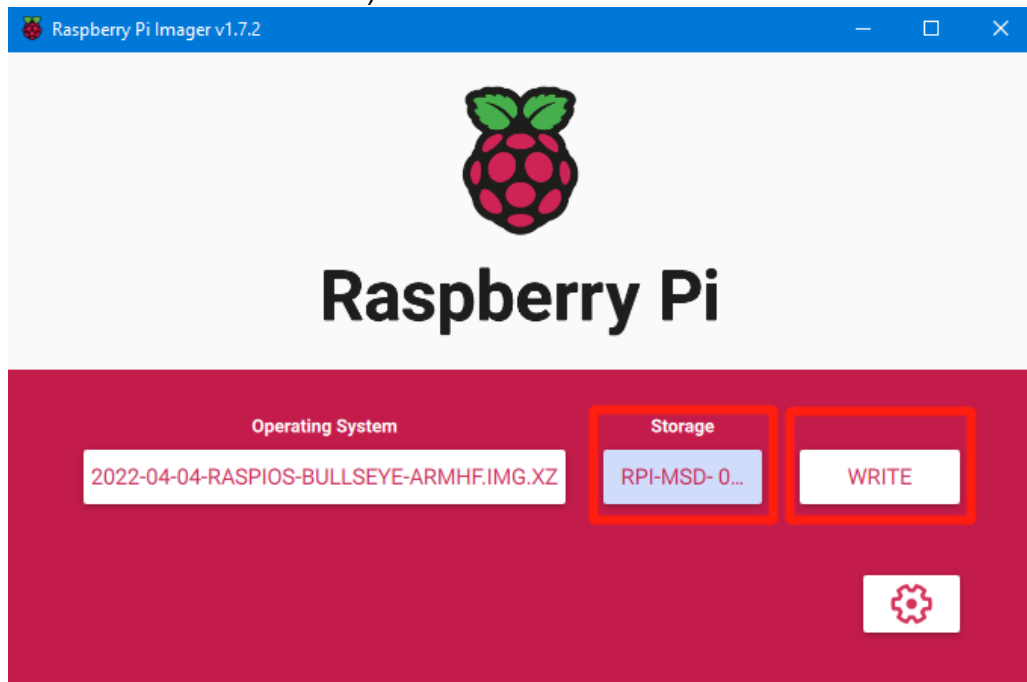 Raspberry Pi Imager v1.7.2
Raspberry Pi
Operating System
Storage
2022-04-04-RASPIOS-BULLSEYE-ARMHF.IMG.XZ
RPI-MSD- 0...
WRITE